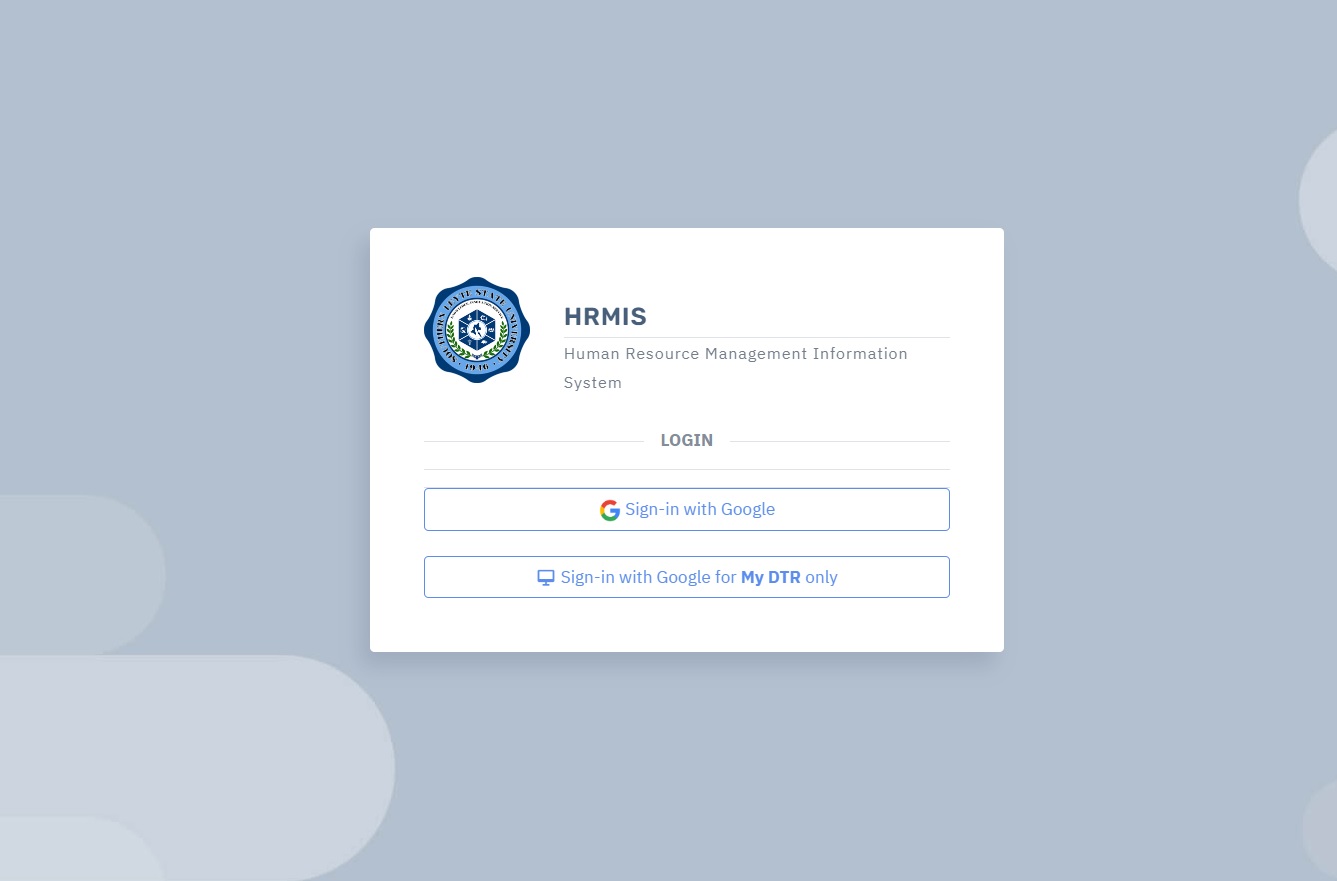 SOUTHERN LEYTE STATE UNIVERSITY
1946
HRMIS
Human Resource Management Information
System
LOGIN
Sign-in with Google
Sign-in with Google for My DTR only